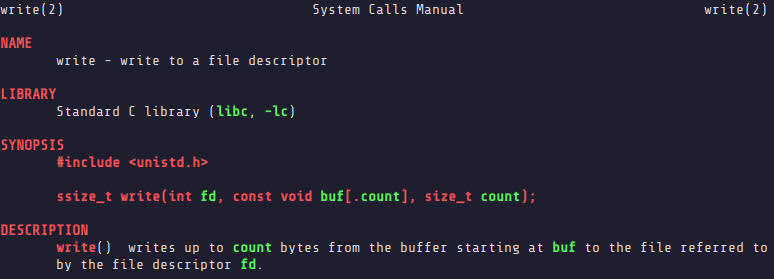 write(2) System Calls Manual write(2)
NAME
write - write to a file descriptor
LIBRARY
Standard C library (libc, -lc)
SYNOPSIS
#include <unistd.h>
ssize_t write(int fd, const void buf[.count], size_t count);
DESCRIPTION
write() writes up to count bytes from the buffer starting at buf to the file referred to
by the file descriptor fd.